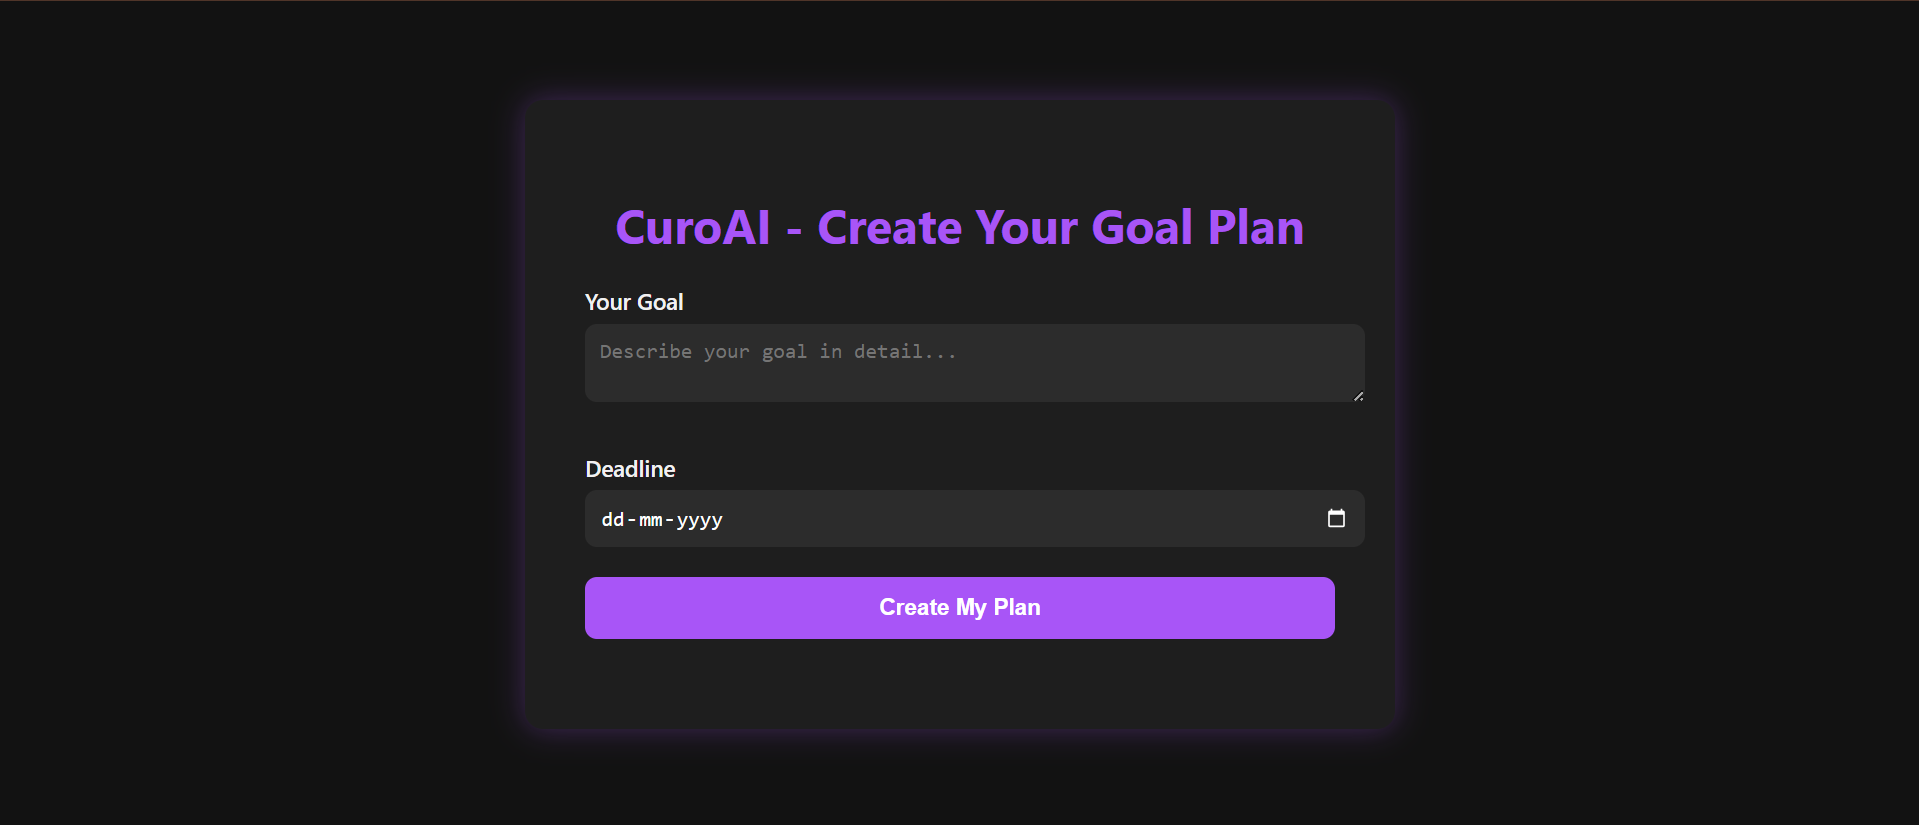 CuroAI - Create Your Goal Plan
Your Goal
Describe your goal in detail...
Deadline
dd-mm-yyyy
Create My Plan